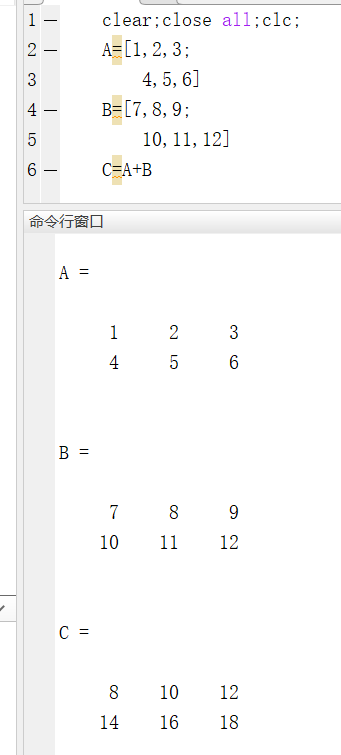 1 — clear;close all;clc;
2 — A=[1,2,3;
3 4,5,6]
4 — B=[7,8,9;
5 10,11,12]
6 — C=A+B
命令行窗口
A =
1 2 3
4 5 6
B =
7 8 9
10 11 12
C =
8 10 12
14 16 18